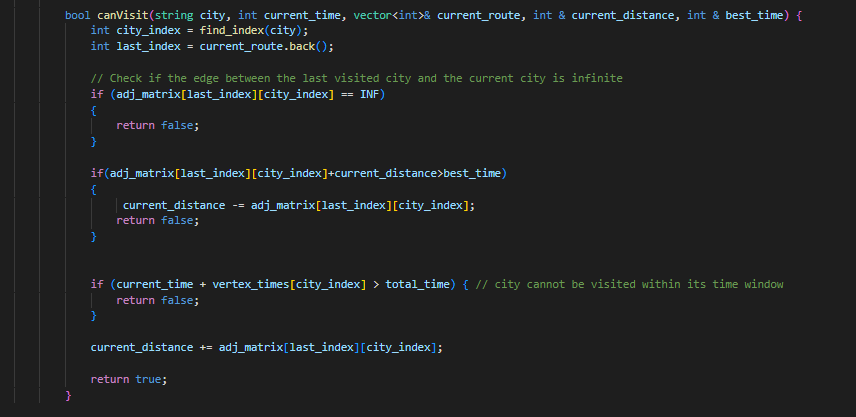 bool canVisit(string city, int current_time, vector<int>& current_route, int & current_distance, int & best_time) {
int city_index = find_index(city);
int last_index = current_route.back();
// Check if the edge between the last visited city and the current city is infinite
if (adj_matrix[last_index][city_index] == INF)
{
return false;
}
if(adj_matrix[last_index][city_index]+current_distance>best_time)
{
current_distance -= adj_matrix[last_index][city_index];
return false;
}
if (current_time + vertex_times[city_index] > total_time) { // city cannot be visited within its time window
return false;
}
current_distance += adj_matrix[last_index][city_index];
return true;
}